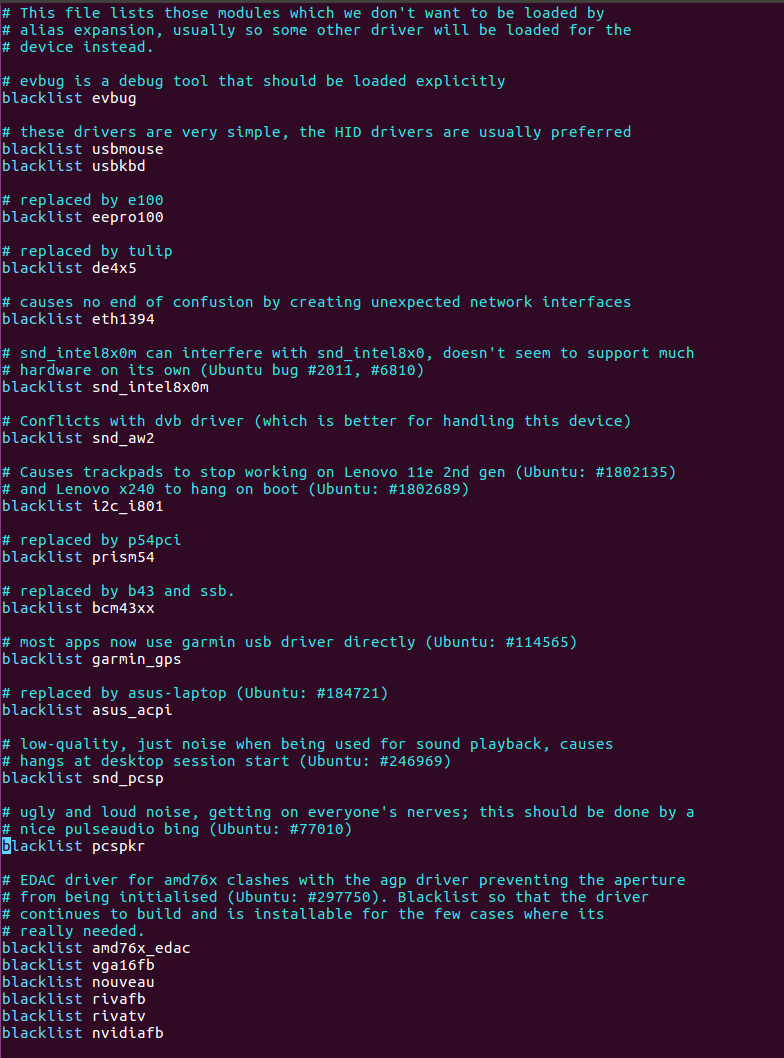 # This file lists those modules which we don't want to be loaded by
# alias expansion, usually so some other driver will be loaded for the
# device instead.
# evbug is a debug tool that should be loaded explicitly
blacklist evbug
# these drivers are very simple, the HID drivers are usually preferred
blacklist usbmouse
blacklist usbkbd
# replaced by e100
blacklist eepro100
# replaced by tulip
blacklist de4x5
# causes no end of confusion by creating unexpected network interfaces
blacklist eth1394
# snd_intel8x0m can interfere with snd_intel8x0, doesn't seem to support much
# hardware on its own (Ubuntu bug #2011, #6810)
blacklist snd_intel8x0m
# Conflicts with dvb driver (which is better for handling this device)
blacklist snd_aw2
# Causes trackpads to stop working on Lenovo 11e 2nd gen (Ubuntu: #1802135)
# and Lenovo x240 to hang on boot (Ubuntu: #1802689)
blacklist i2c_i801
# replaced by p54pci
blacklist prism54
# replaced by b43 and ssb.
blacklist bcm43xx
# most apps now use garmin usb driver directly (Ubuntu: #114565)
blacklist garmin_gps
# replaced by asus-laptop (Ubuntu: #184721)
blacklist asus_acpi
# low-quality, just noise when being used for sound playback, causes
# hangs at desktop session start (Ubuntu: #246969)
blacklist snd_pcsp
# ugly and loud noise, getting on everyone's nerves; this should be done by a
# nice pulseaudio bing (Ubuntu: #77010)
blacklist pcspkr
# EDAC driver for amd76x clashes with the agp driver preventing the aperture
# from being initialised (Ubuntu: #297750). Blacklist so that the driver
# continues to build and is installable for the few cases where its
# really needed.
blacklist amd76x_edac
blacklist vga16fb
blacklist nouveau
blacklist rivafb
blacklist rivatv
blacklist nvidiafb